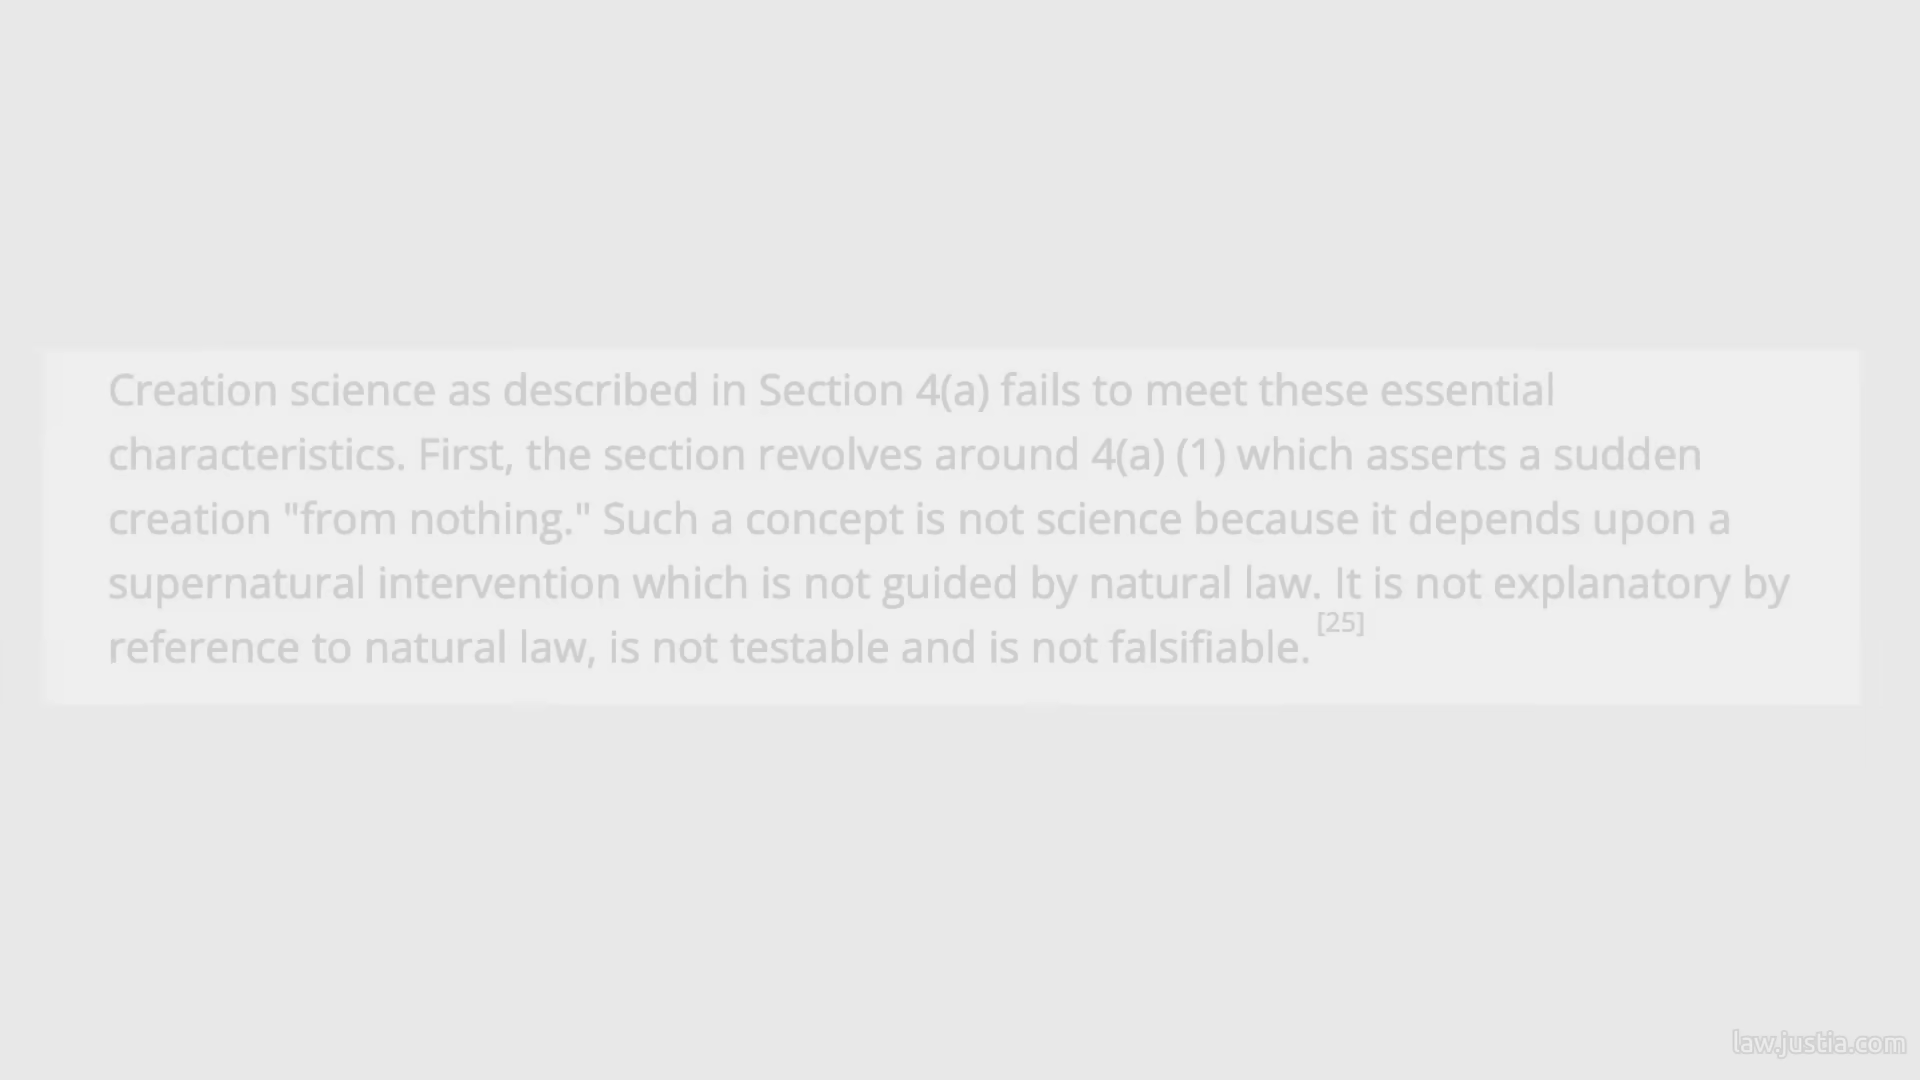 Creation science as described in Section 4(a) fails to meet these essential
characteristics. First, the section revolves around 4(a) (1) which asserts a sudden
creation "from nothing." Such a concept is not science because it depends upon a
supernatural intervention which is not guided by natural law. It is not explanatory by
reference to natural law, is not testable and is not falsifiable. [25]
law.justia.com